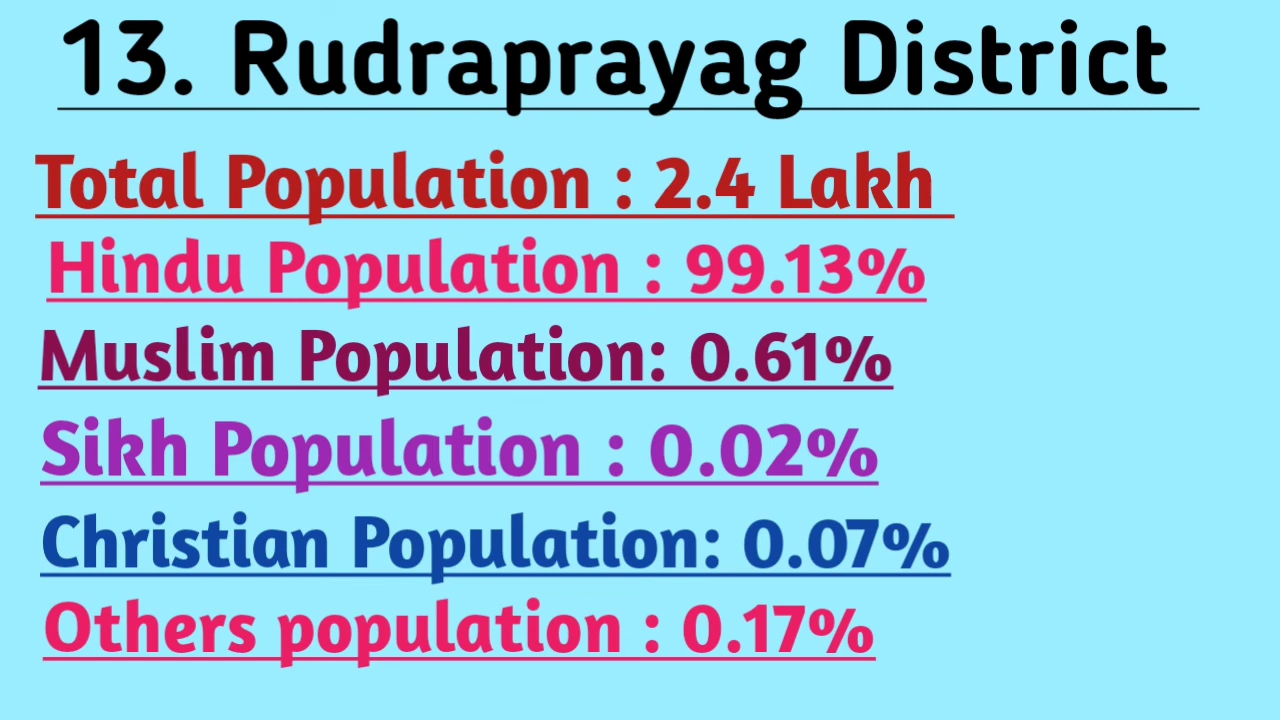 13. Rudraprayag District
Total Population : 2.4 Lakh
Hindu Population : 99.13%
Muslim Population: 0.61%
Sikh Population : 0.02%
Christian Population: 0.07%
Others population : 0.17%